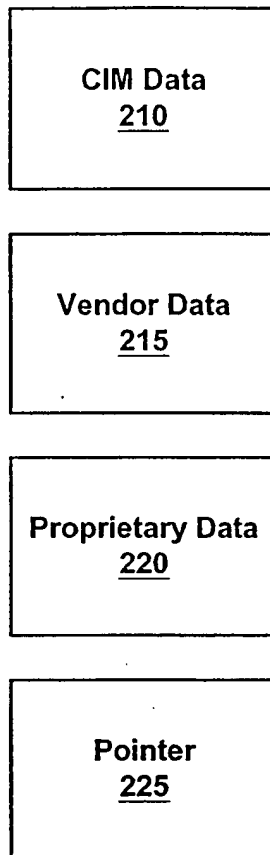 CIM Data
210
Vendor Data
215
Proprietary Data
220
Pointer
225